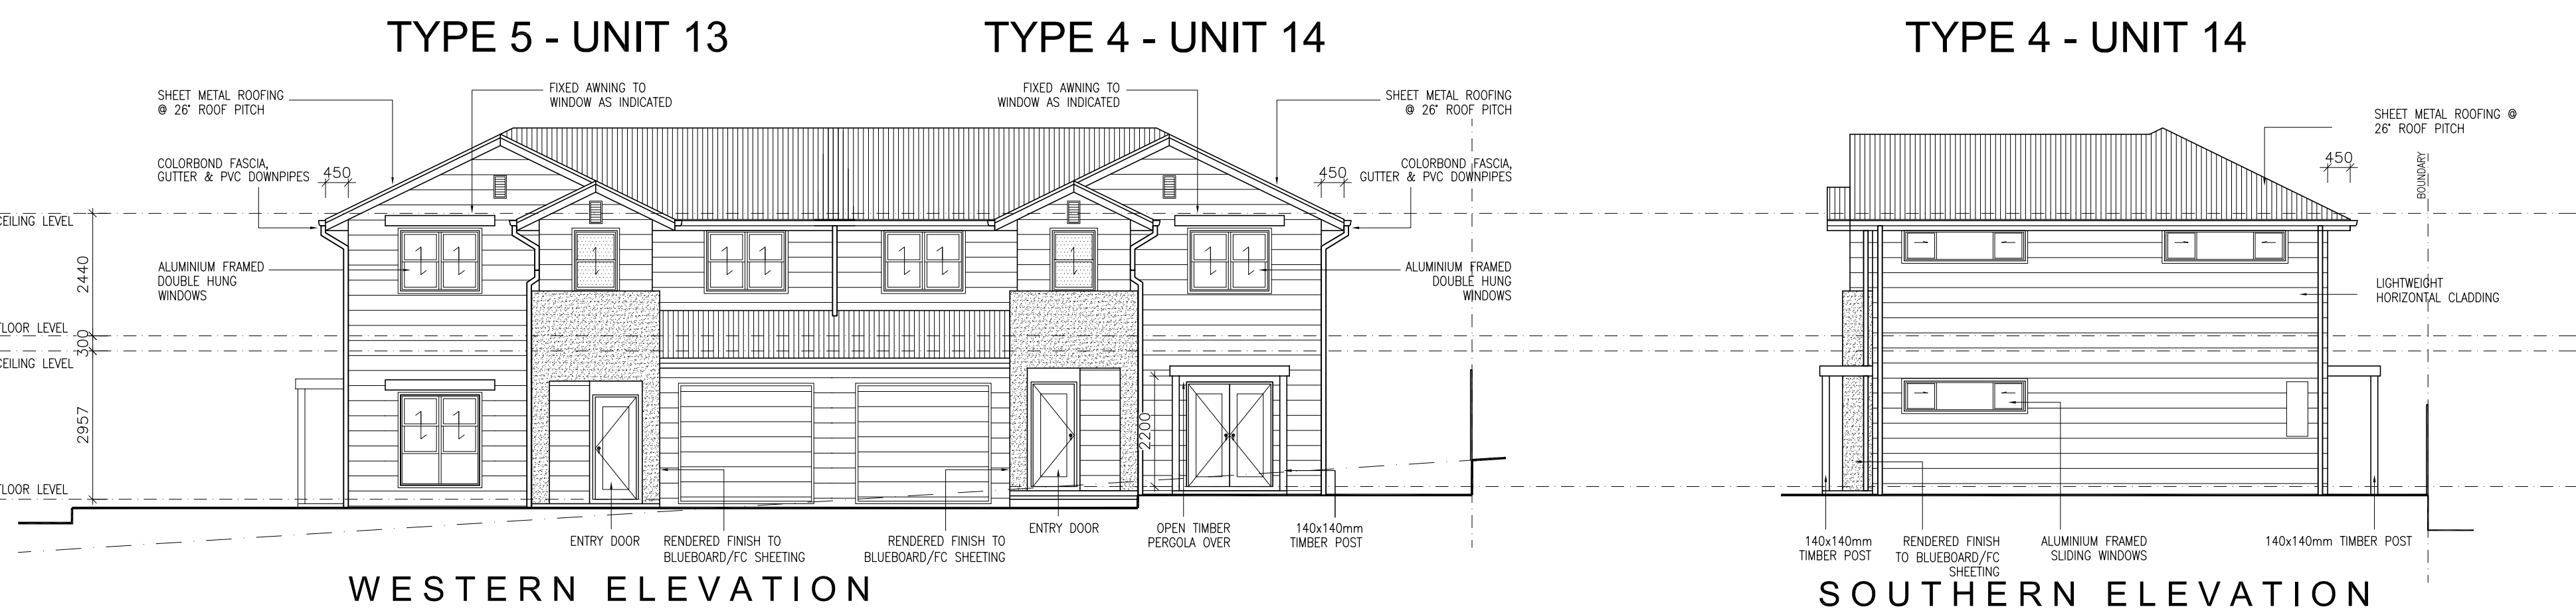 TYPE 5 - UNIT 13
TYPE 4 - UNIT 14
TYPE 4 - UNIT 14
SHEET METAL ROOFING
@ 26° ROOF PITCH
FIXED AWNING TO
WINDOW AS INDICATED
FIXED AWNING TO
WINDOW AS INDICATED
SHEET METAL ROOFING
@ 26° ROOF PITCH
SHEET METAL ROOFING @
26° ROOF PITCH
COLORBOND FASCIA,
GUTTER & PVC DOWNPIPES
450
450
COLORBOND FASCIA,
GUTTER & PVC DOWNPIPES
450
BOUNDARY
CEILING LEVEL
2440
ALUMINIUM FRAMED
DOUBLE HUNG
WINDOWS
ALUMINIUM FRAMED
DOUBLE HUNG
WINDOWS
LIGHTWEIGHT
HORIZONTAL CLADDING
FLOOR LEVEL
300
CEILING LEVEL
2957
2200
FLOOR LEVEL
ENTRY DOOR
RENDERED FINISH TO
BLUEBOARD/FC SHEETING
RENDERED FINISH TO
BLUEBOARD/FC SHEETING
ENTRY DOOR
OPEN TIMBER
PERGOLA OVER
140x140mm
TIMBER POST
140x140mm
TIMBER POST
RENDERED FINISH
TO BLUEBOARD/FC
SHEETING
ALUMINIUM FRAMED
SLIDING WINDOWS
140x140mm TIMBER POST
WESTERN ELEVATION
SOUTHERN ELEVATION